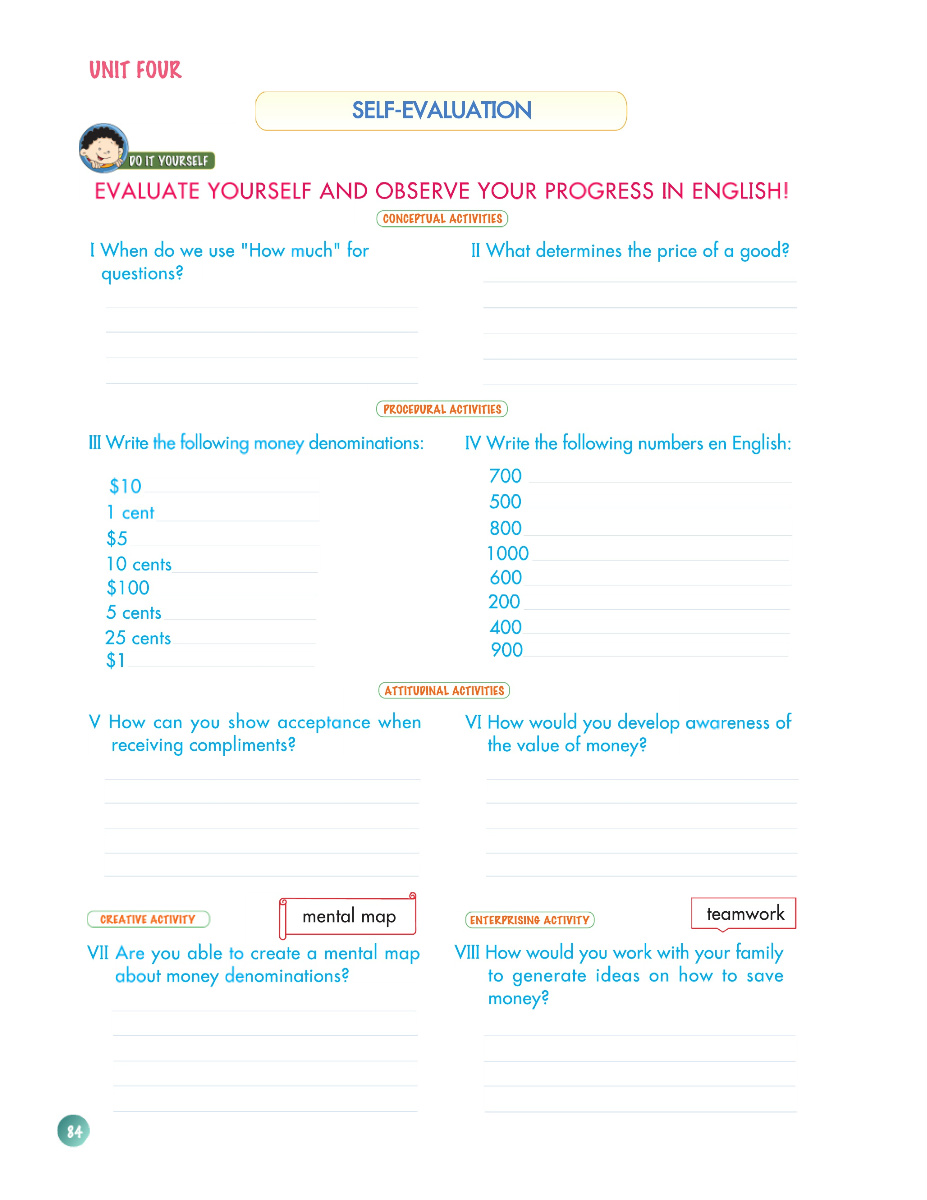 UNIT FOUR
SELF-EVALUATION
DO IT YOURSELF
EVALUATE YOURSELF AND OBSERVE YOUR PROGRESS IN ENGLISH!
CONCEPTUAL ACTIVITIES
I When do we use "How much" for
questions?
II What determines the price of a good?
PROCEDURAL ACTIVITIES
III Write the following money denominations:
$10
1 cent
$5
10 cents
$100
5 cents
25 cents
$1
IV Write the following numbers en English:
700
500
800
1000
600
200
400
900
ATTITUDINAL ACTIVITIES
V How can you show acceptance when
receiving compliments?
VI How would you develop awareness of
the value of money?
CREATIVE ACTIVITY
mental map
VII Are you able to create a mental map
about money denominations?
ENTERPRISING ACTIVITY
teamwork
VIII How would you work with your family
to generate ideas on how to save
money?
84